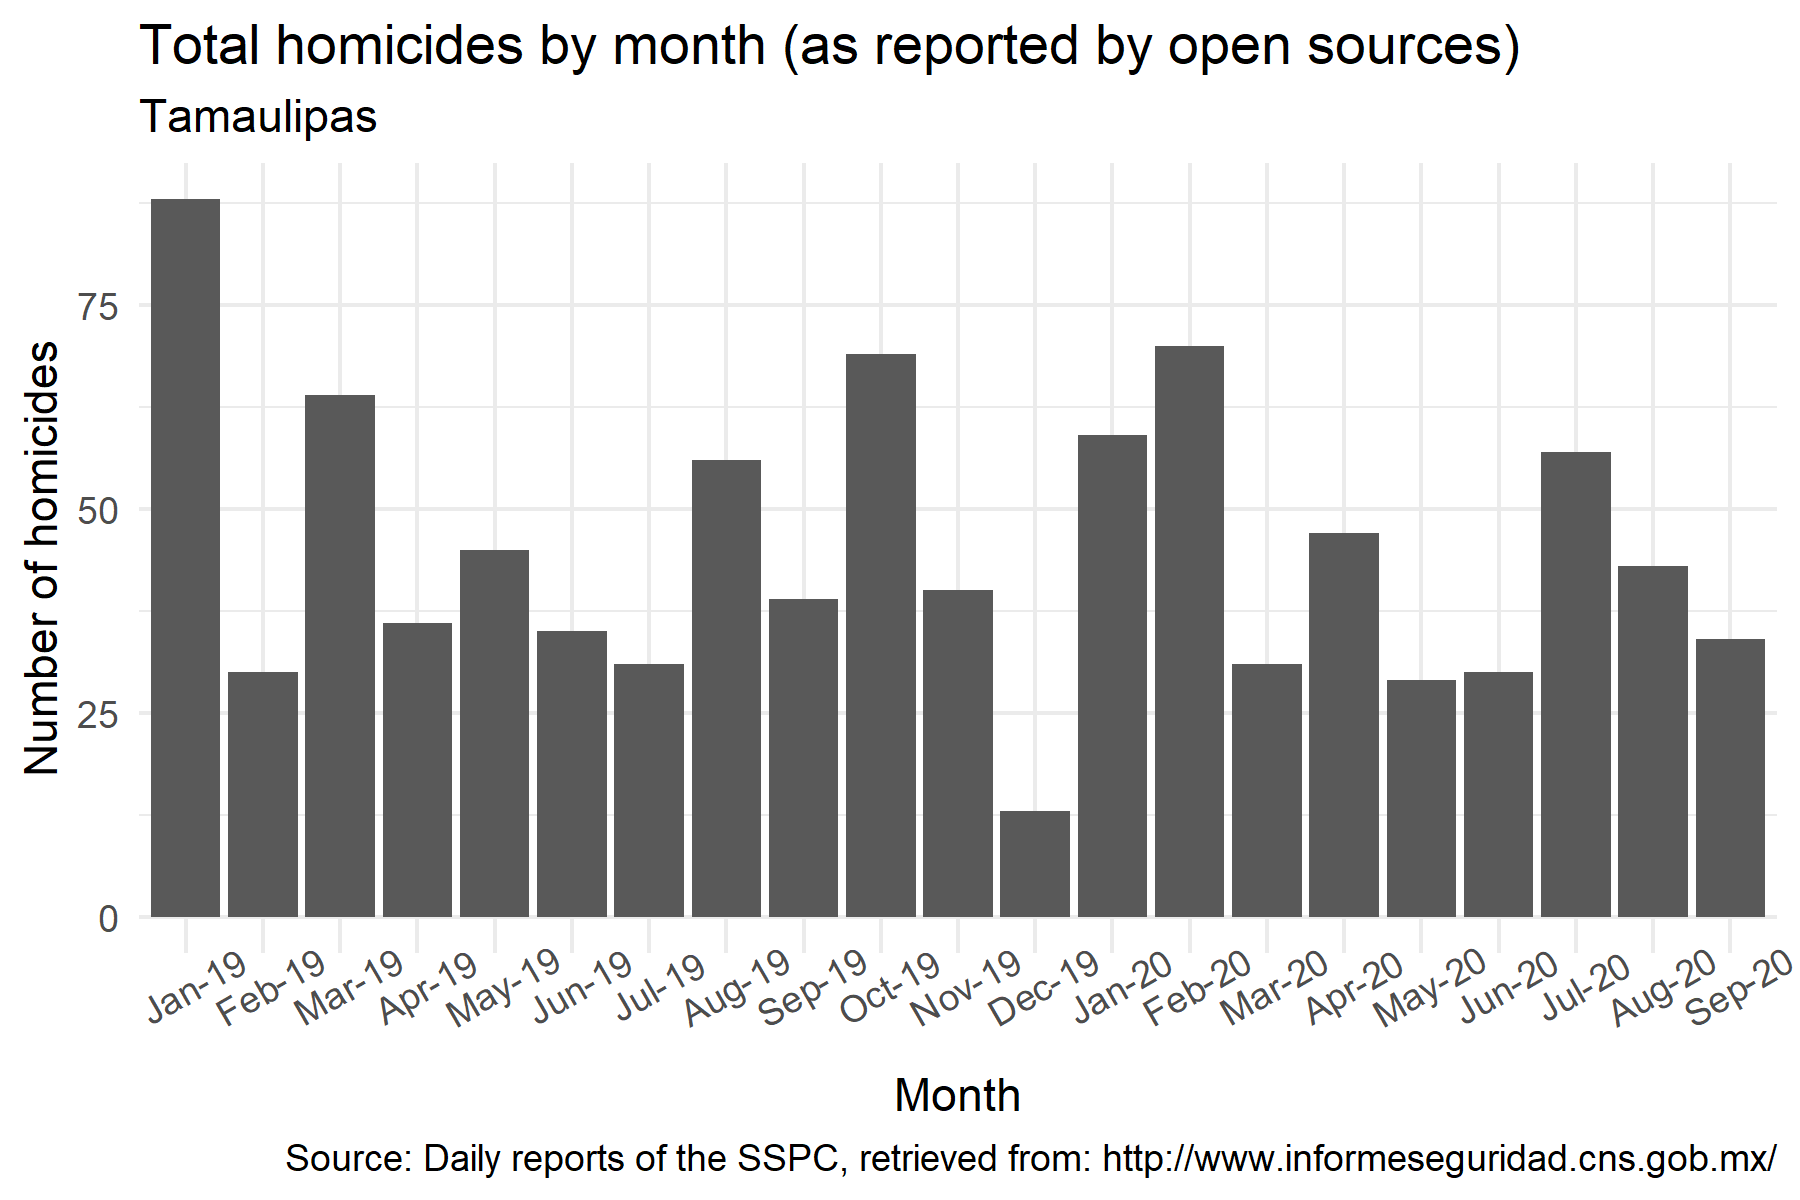 Total homicides by month (as reported by open sources)
Tamaulipas
Number of homicides
75
50
25
0
Jan-19
Feb-19
Mar-19
Apr-19
May-19
Jun-19
Jul-19
Aug-19
Sep-19
Oct-19
Nov-19
Dec-19
Jan-20
Feb-20
Mar-20
Apr-20
May-20
Jun-20
Jul-20
Aug-20
Sep-20
Month
Source: Daily reports of the SSPC, retrieved from: http://www.informeseguridad.cns.gob.mx/